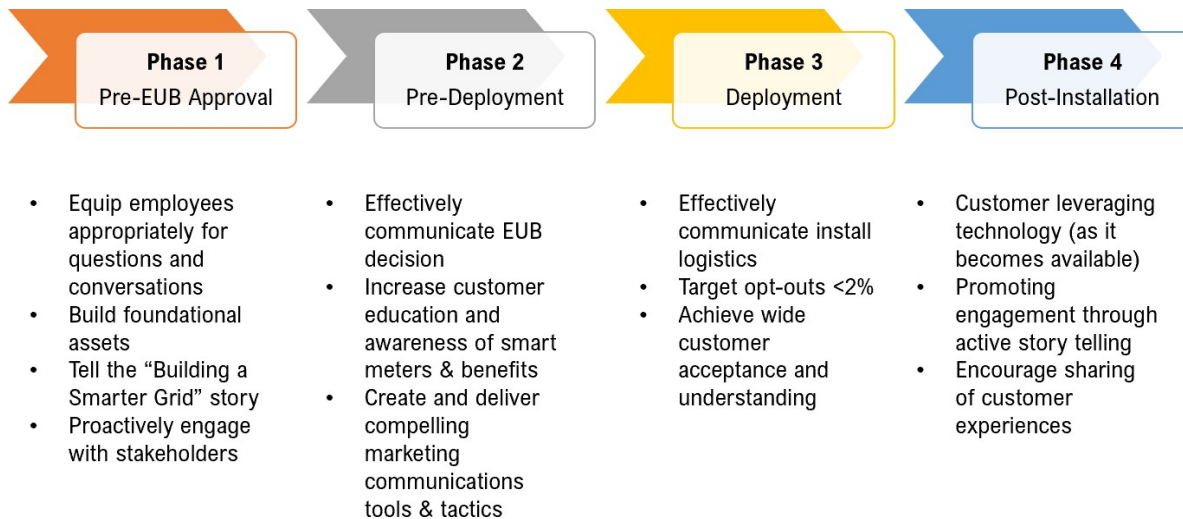 Phase 1
Pre-EUB Approval
Phase 2
Pre-Deployment
Phase 3
Deployment
Phase 4
Post-Installation
• Equip employees
appropriately for
questions and
conversations
• Build foundational
assets
• Tell the “Building a
Smarter Grid” story
• Proactively engage
with stakeholders
• Effectively
communicate EUB
decision
• Increase customer
education and
awareness of smart
meters & benefits
• Create and deliver
compelling
marketing
communications
tools & tactics
• Effectively
communicate install
logistics
• Target opt-outs <2%
• Achieve wide
customer
acceptance and
understanding
• Customer leveraging
technology (as it
becomes available)
• Promoting
engagement through
active story telling
• Encourage sharing
of customer
experiences